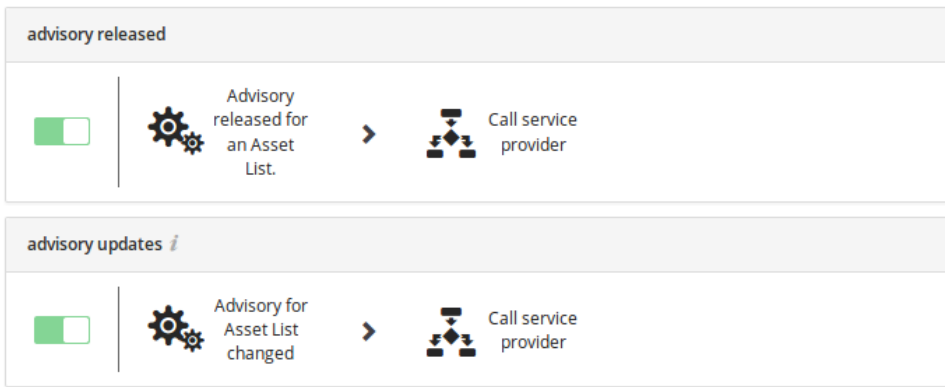 advisory released
Advisory
released for
an Asset
List.
Call service
provider
advisory updates i
Advisory for
Asset List
changed
Call service
provider